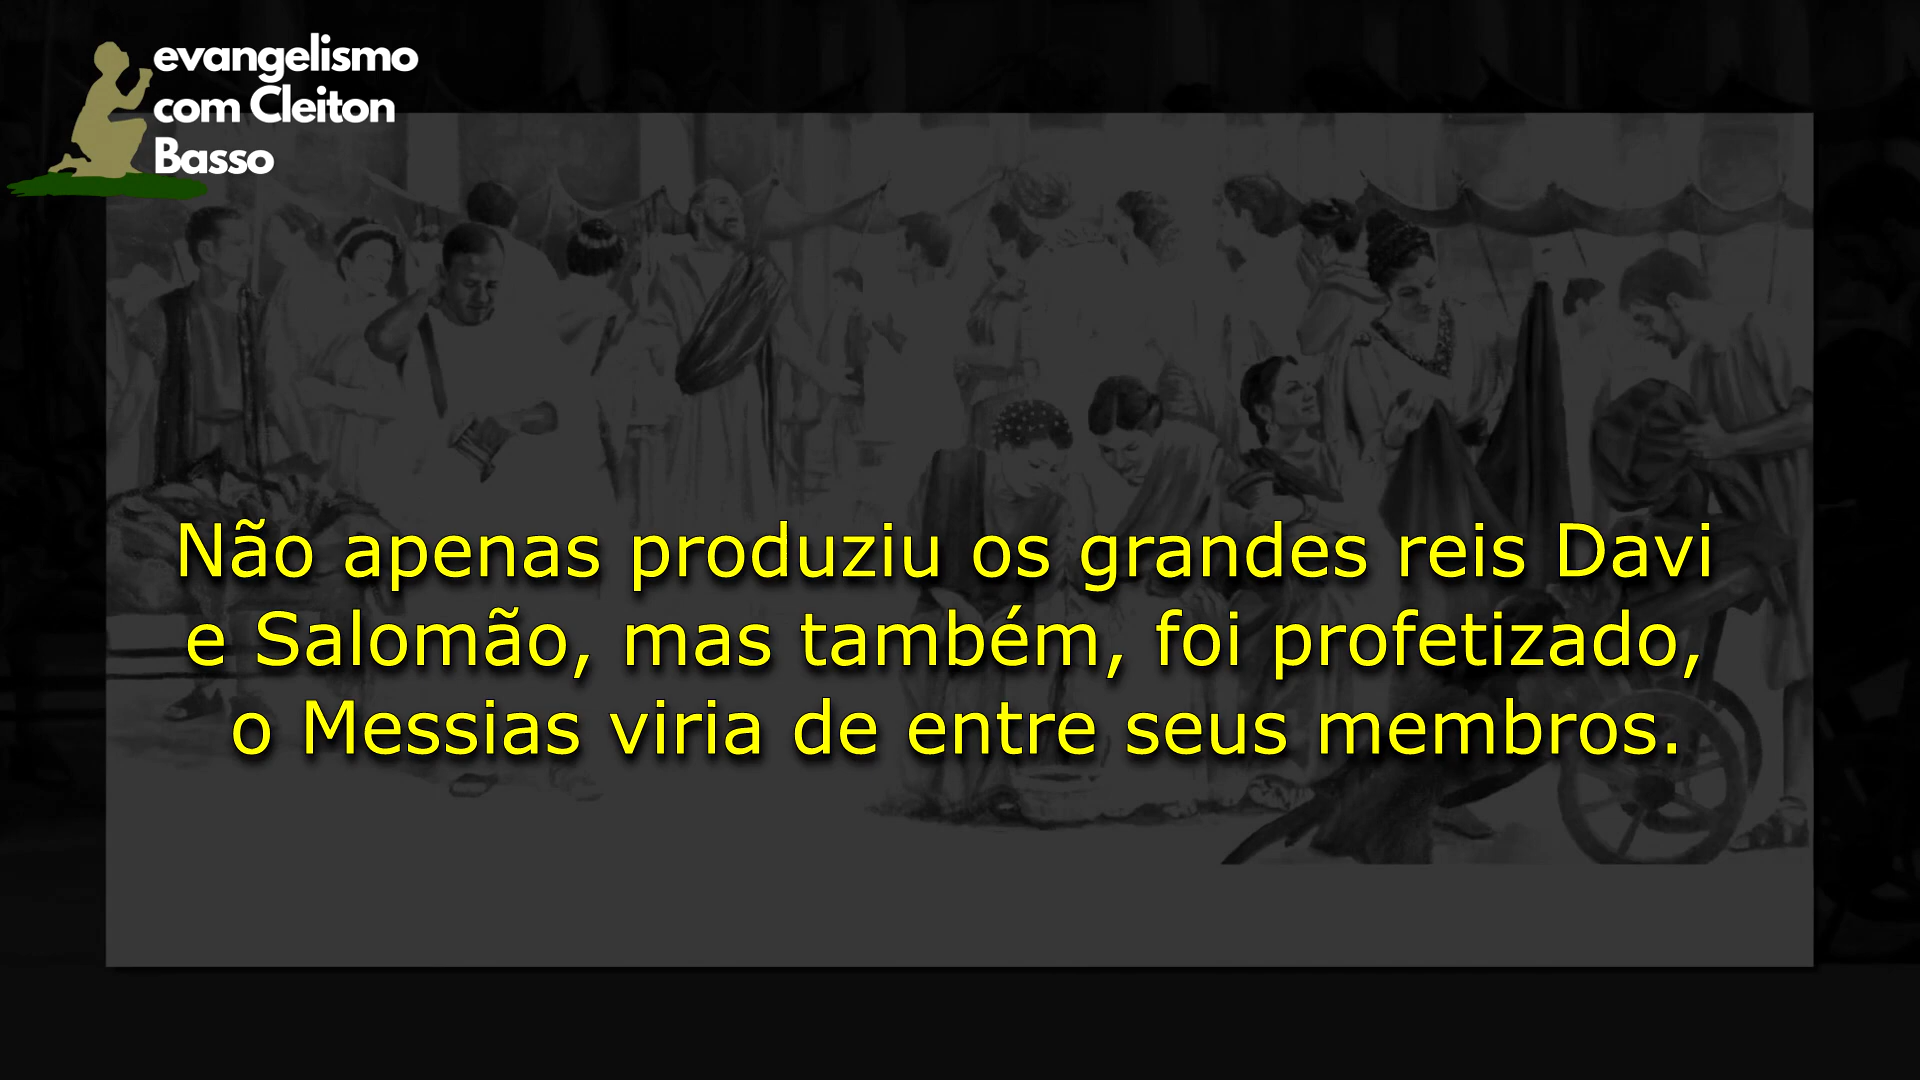 evangelismo
com Cleiton
Basso
Não apenas produziu os grandes reis Davi
e Salomão, mas também, foi profetizado,
o Messias viria de entre seus membros.